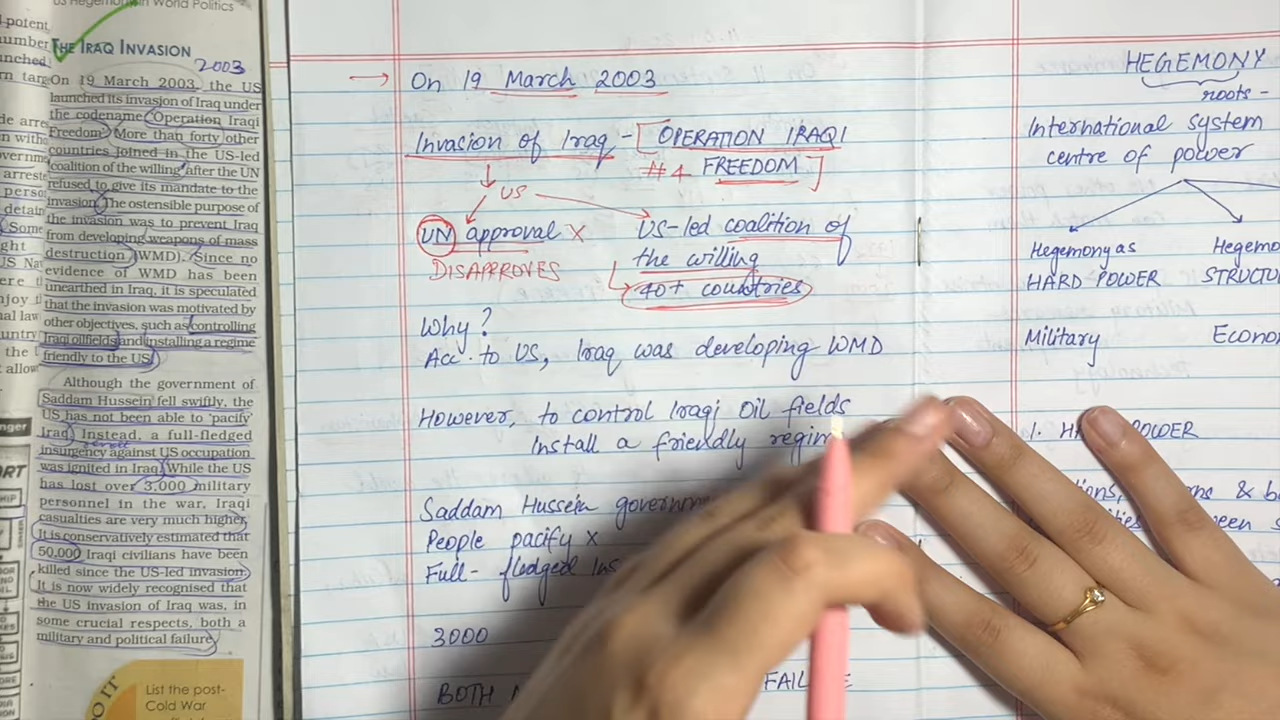 US Hegemony in World Politics
THE IRAQ INVASION
2003
On 19 March 2003, the US
launched its invasion of Iraq under
the codename 'Operation Iraqi
Freedom'. More than forty other
countries joined in the US-led
coalition of the willing' after the UN
refused to give its mandate to the
invasion. The ostensible purpose of
the invasion was to prevent Iraq
from developing weapons of mass
destruction (WMD). Since no
evidence of WMD has been
unearthed in Iraq, it is speculated
that the invasion was motivated by
other objectives, such as controlling
Iraqi oilfields and installing a regime
friendly to the US.
Although the government of
Saddam Hussein fell swiftly, the
US has not been able to 'pacify'
Iraq. Instead, a full-fledged
insurgency against US occupation
was ignited in Iraq. While the US
has lost over 3,000 military
personnel in the war, Iraqi
casualties are very much higher.
It is conservatively estimated that
50,000 Iraqi civilians have been
killed since the US-led invasion.
It is now widely recognised that
the US invasion of Iraq was, in
some crucial respects, both a
military and political failure.
List the post-
Cold War
→ On 19 March 2003
Invasion of Iraq - [OPERATION IRAQI
#4 FREEDOM]
US
UN approval X
DISAPPROVES
US-led coalition of
the willing
40+ countries
Why?
Acc. to US, Iraq was developing WMD
However, to control Iraqi Oil fields
Install a friendly regim
Saddam Hussein governm
People pacify x
Full- fledged Ins
3000
BOTH
FAIL
HEGEMONY
roots -
International system
centre of power
Hegemony as
HARD POWER
Hegemo
STRUCTU
Military
Econo
1. H POWER